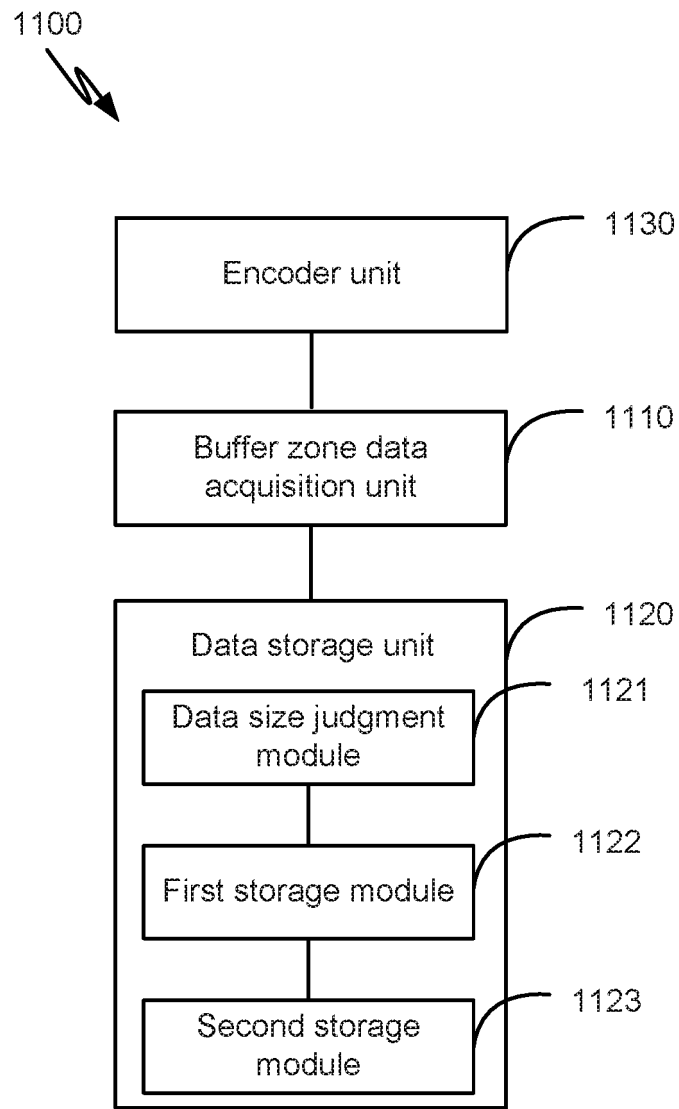 1100
1130
Encoder unit
1110
Buffer zone data
acquisition unit
1120
Data storage unit
1121
Data size judgment
module
1122
First storage module
1123
Second storage
module